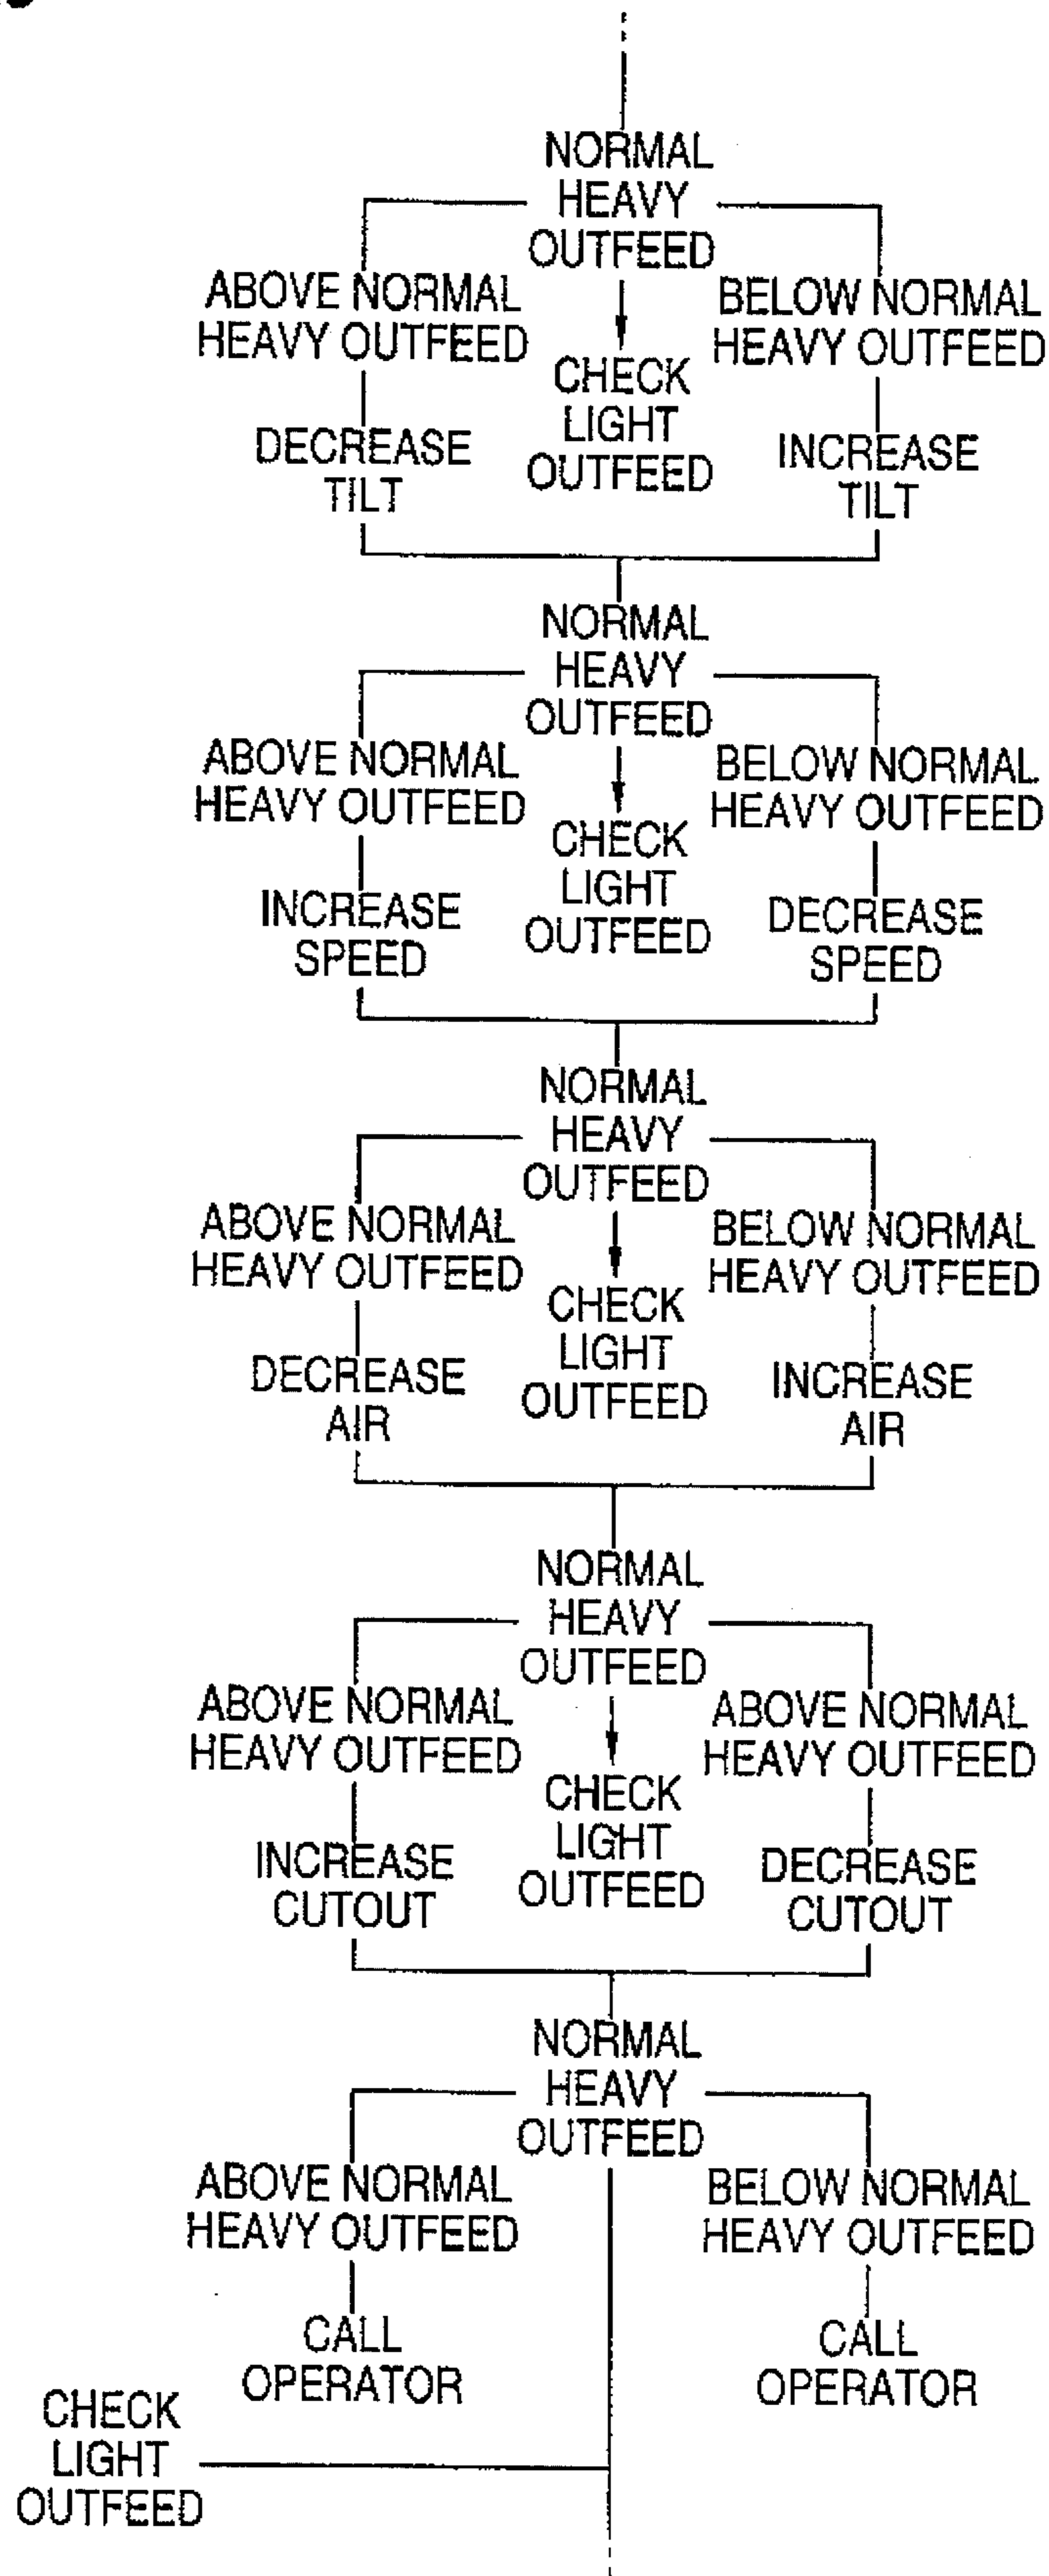 NORMAL
HEAVY
OUTFEED
ABOVE NORMAL
HEAVY OUTFEED
BELOW NORMAL
HEAVY OUTFEED
CHECK
LIGHT
OUTFEED
DECREASE
TILT
INCREASE
TILT
NORMAL
HEAVY
OUTFEED
ABOVE NORMAL
HEAVY OUTFEED
BELOW NORMAL
HEAVY OUTFEED
CHECK
LIGHT
OUTFEED
INCREASE
SPEED
DECREASE
SPEED
NORMAL
HEAVY
OUTFEED
ABOVE NORMAL
HEAVY OUTFEED
BELOW NORMAL
HEAVY OUTFEED
CHECK
LIGHT
OUTFEED
DECREASE
AIR
INCREASE
AIR
NORMAL
HEAVY
OUTFEED
ABOVE NORMAL
HEAVY OUTFEED
ABOVE NORMAL
HEAVY OUTFEED
CHECK
LIGHT
OUTFEED
INCREASE
CUTOUT
DECREASE
CUTOUT
NORMAL
HEAVY
OUTFEED
ABOVE NORMAL
HEAVY OUTFEED
BELOW NORMAL
HEAVY OUTFEED
CALL
OPERATOR
CALL
OPERATOR
CHECK
LIGHT
OUTFEED